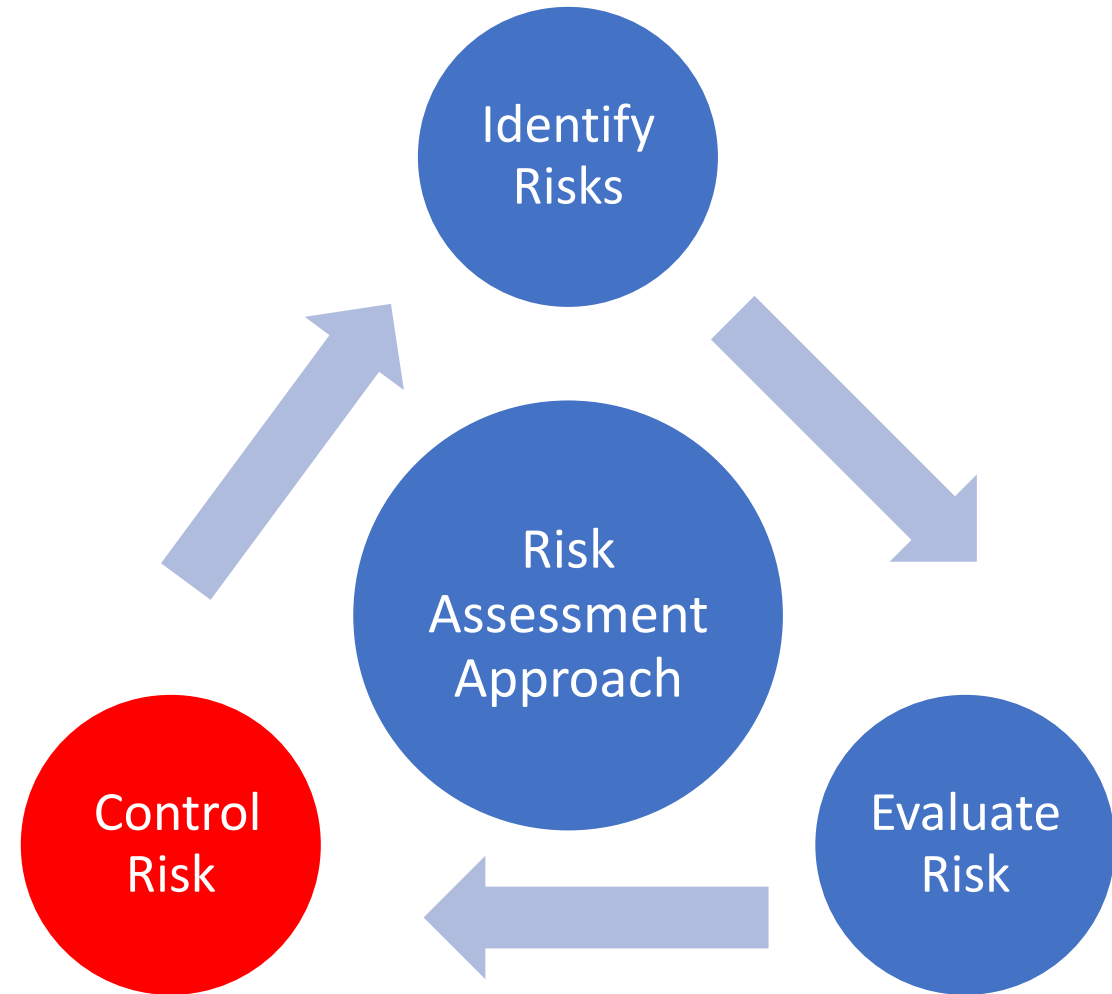 Identify
Risks
Risk
Assessment
Approach
Control
Risk
Evaluate
Risk